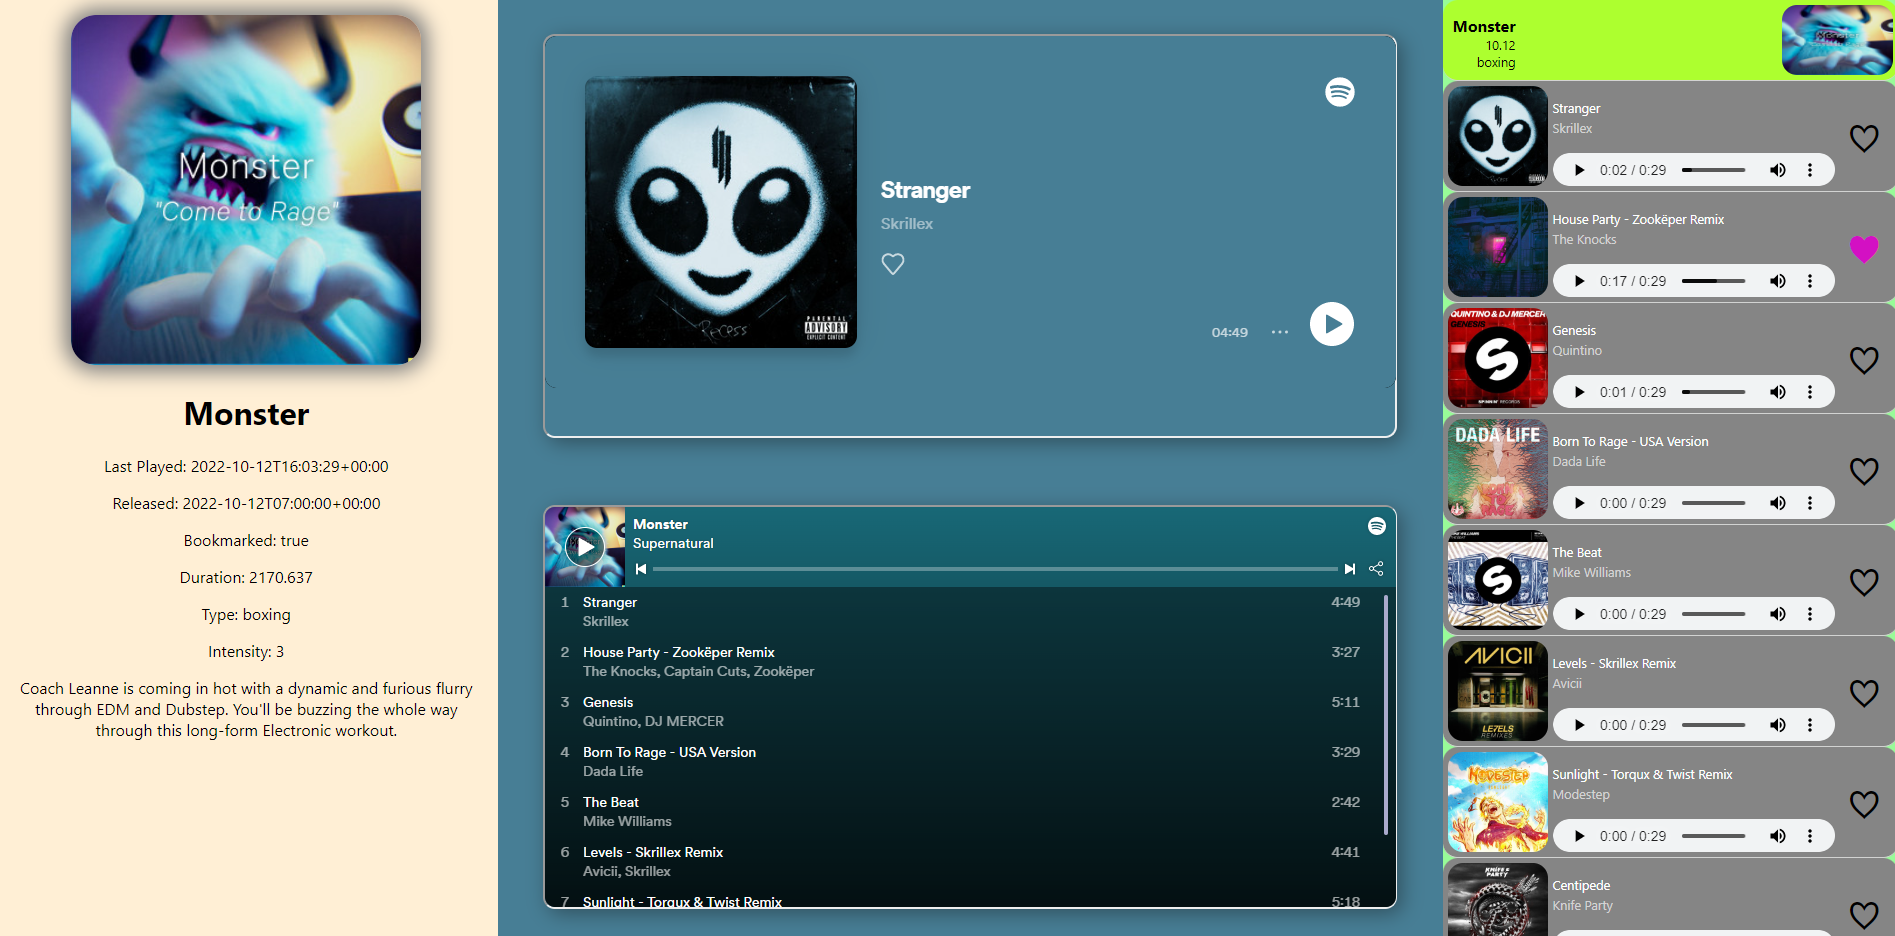 Monster
"Come to Rage"
Monster
Last Played: 2022-10-12T16:03:29+00:00
Released: 2022-10-12T07:00:00+00:00
Bookmarked: true
Duration: 2170.637
Type: boxing
Intensity: 3
Coach Leanne is coming in hot with a dynamic and furious flurry
through EDM and Dubstep. You'll be buzzing the whole way
through this long-form Electronic workout.
Recess
PARENTAL
ADVISORY
EXPLICIT CONTENT
Stranger
Skrillex
04:49
Monster
Supernatural
1 Stranger 4:49
Skrillex
2 House Party - Zookëper Remix 3:27
The Knocks, Captain Cuts, Zookëper
3 Genesis 5:11
Quintino, DJ MERCER
4 Born To Rage - USA Version 3:29
Dada Life
5 The Beat 2:42
Mike Williams
6 Levels - Skrillex Remix 4:41
Avicii, Skrillex
7 Sunlight - Torqux & Twist Remix 5:18
Monster
10.12
boxing
Stranger
Skrillex
0:02 / 0:29
House Party - Zookëper Remix
The Knocks
0:17 / 0:29
QUINTINO & DJ MERCER
GENESIS
Genesis
Quintino
0:01 / 0:29
DADA LIFE
BORN TO RAGE
Born To Rage - USA Version
Dada Life
0:00 / 0:29
The Beat
Mike Williams
0:00 / 0:29
AVICII
LE7ELS
REMIXES
Levels - Skrillex Remix
Avicii
0:00 / 0:29
MODESTEP
Sunlight - Torqux & Twist Remix
Modestep
0:00 / 0:29
KNIFE
PARTY
Centipede
Knife Party